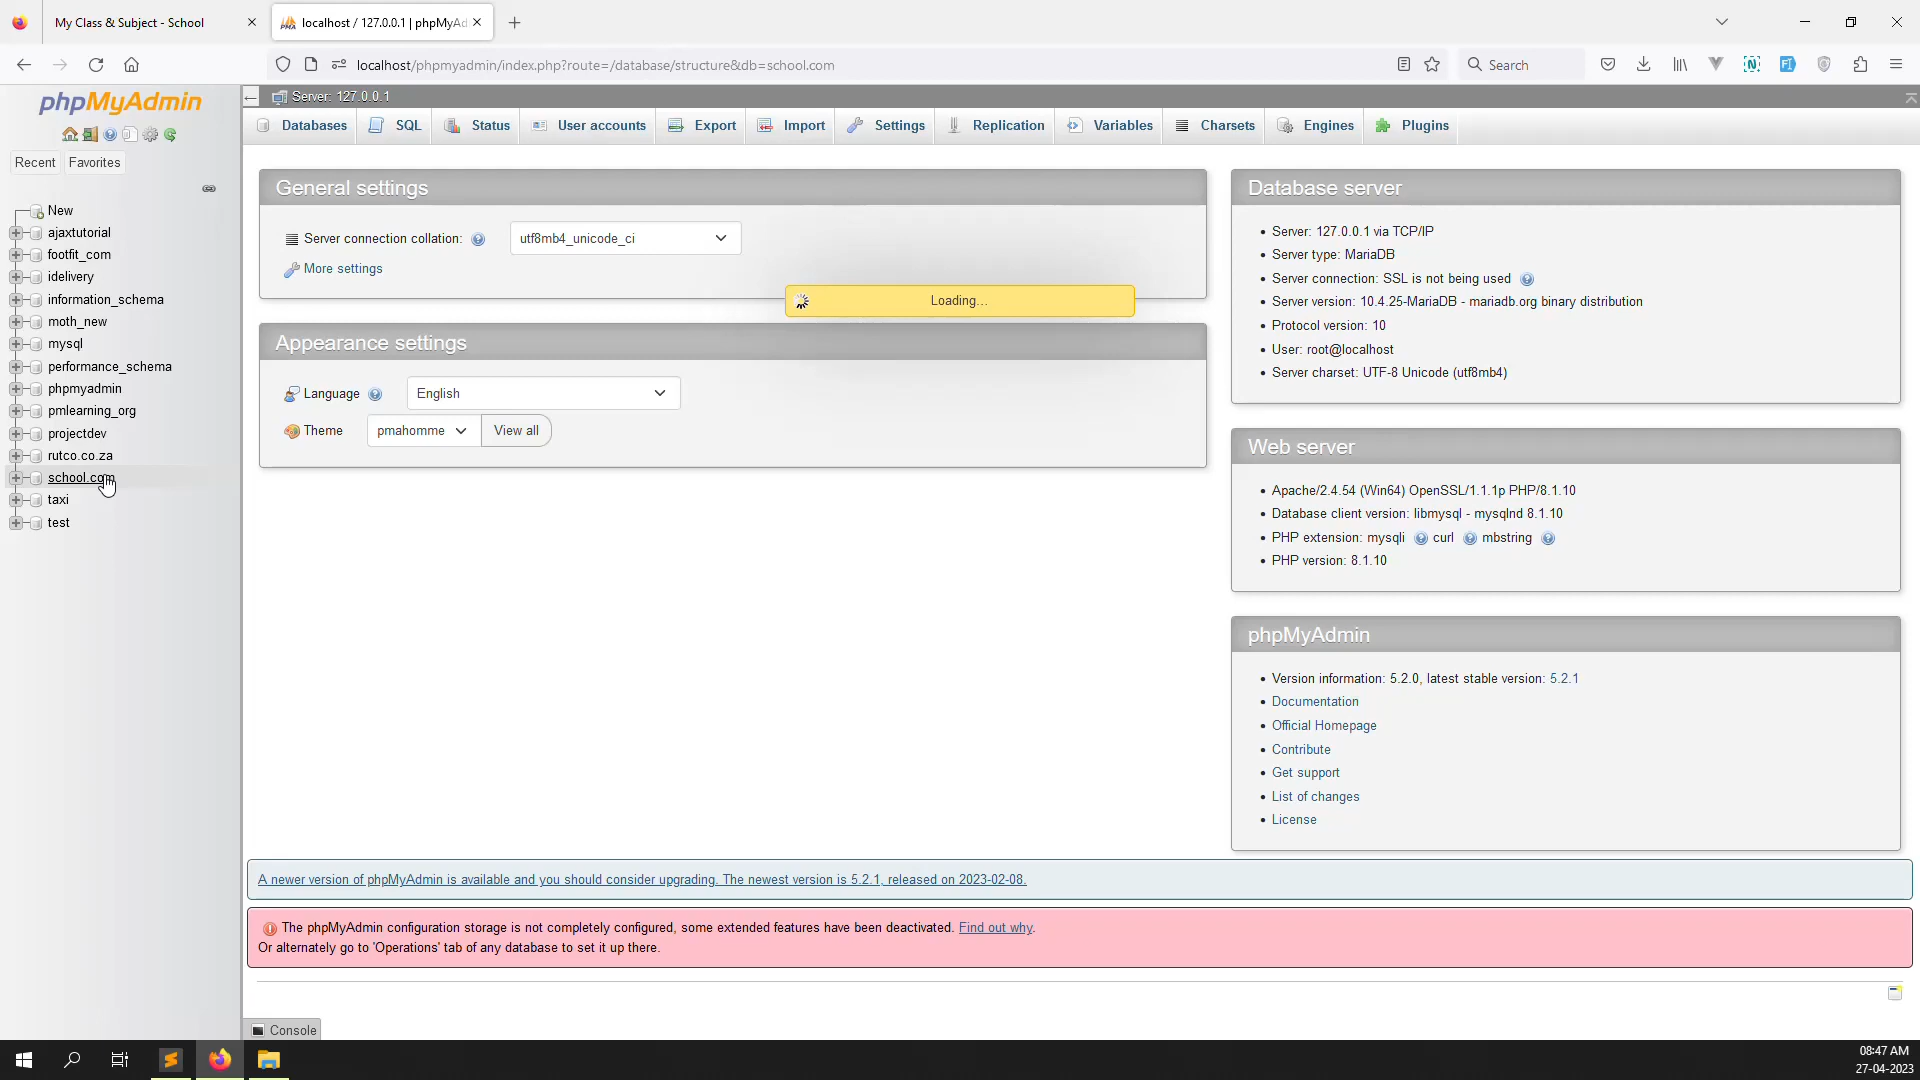 My Class & Subject - School
localhost / 127.0.0.1 | phpMyAd
localhost/phpmyadmin/index.php?route=/database/structure&db=school.com
Search
phpMyAdmin
Recent
Favorites
New
ajaxtutorial
footfit_com
idelivery
information_schema
moth_new
mysql
performance_schema
phpmyadmin
pmlearning_org
projectdev
rutco.co.za
school.com
taxi
test
Server: 127.0.0.1
Databases
SQL
Status
User accounts
Export
Import
Settings
Replication
Variables
Charsets
Engines
Plugins
General settings
Server connection collation:
utf8mb4_unicode_ci
More settings
Loading...
Appearance settings
Language
English
Theme
pmahomme
View all
Database server
Server: 127.0.0.1 via TCP/IP
Server type: MariaDB
Server connection: SSL is not being used
Server version: 10.4.25-MariaDB - mariadb.org binary distribution
Protocol version: 10
User: root@localhost
Server charset: UTF-8 Unicode (utf8mb4)
Web server
Apache/2.4.54 (Win64) OpenSSL/1.1.1p PHP/8.1.10
Database client version: libmysql - mysqlnd 8.1.10
PHP extension: mysqli curl mbstring
PHP version: 8.1.10
phpMyAdmin
Version information: 5.2.0, latest stable version: 5.2.1
Documentation
Official Homepage
Contribute
Get support
List of changes
License
A newer version of phpMyAdmin is available and you should consider upgrading. The newest version is 5.2.1, released on 2023-02-08.
The phpMyAdmin configuration storage is not completely configured, some extended features have been deactivated. Find out why.
Or alternately go to 'Operations' tab of any database to set it up there.
Console
08:47 AM
27-04-2023